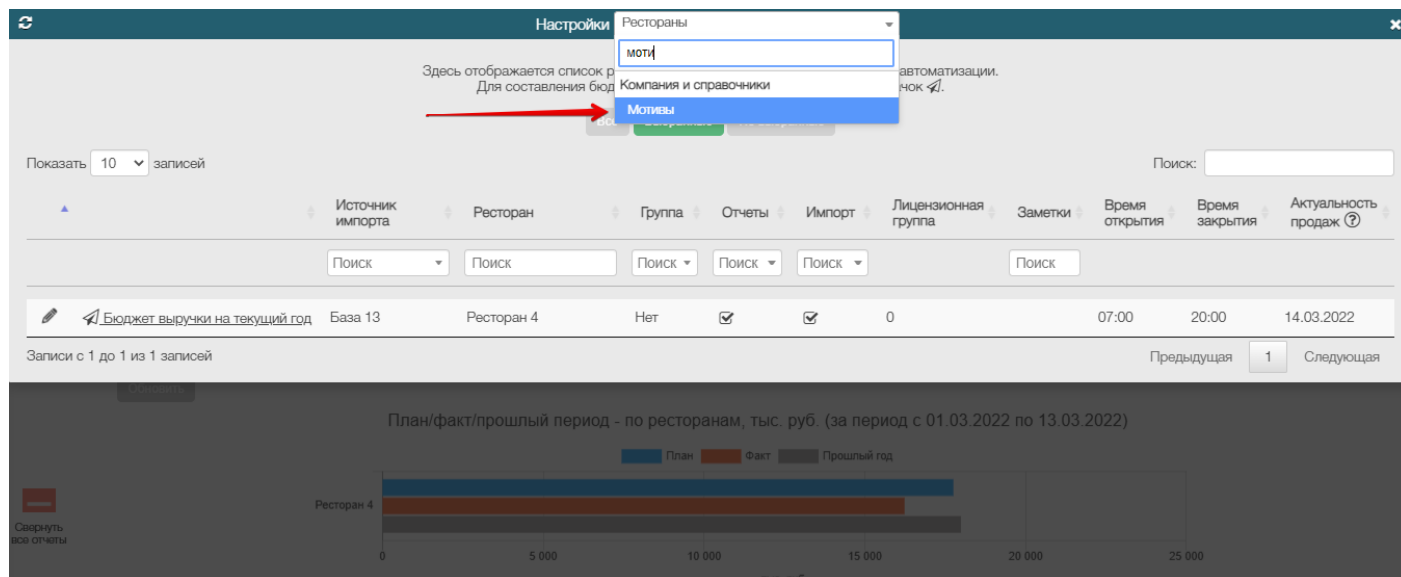 Настройки Рестораны
моти
Здесь отображается список р автоматизации.
Компания и справочники
Для составления бюд чок
Мотивы
Показать 10 записей Поиск:
Источник импорта Ресторан Группа Отчеты Импорт Лицензионная группа Заметки Время открытия Время закрытия Актуальность продаж ?
Поиск Поиск Поиск Поиск Поиск Поиск
Бюджет выручки на текущий год База 13 Ресторан 4 Нет 0 07:00 20:00 14.03.2022
Записи с 1 до 1 из 1 записей Предыдущая 1 Следующая
Обновить
План/факт/прошлый период - по ресторанам, тыс. руб. (за период с 01.03.2022 по 13.03.2022)
План Факт Прошлый год
Ресторан 4
Свернуть
все отчеты
0 5 000 10 000 15 000 20 000 25 000